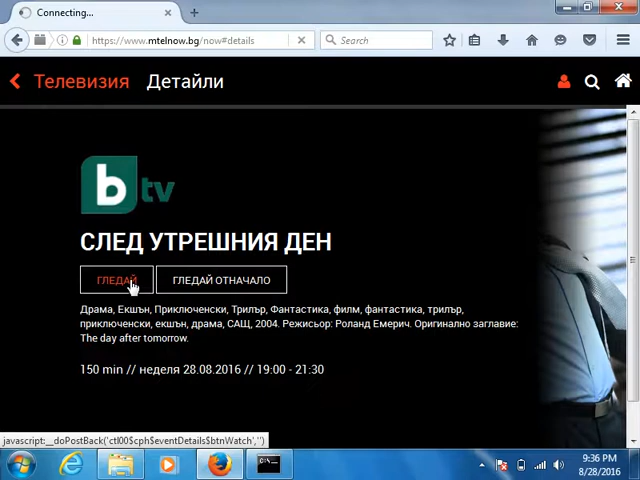 Connecting...
https://www.mtelnow.bg/now#details
Search
Телевизия
Детайли
b tv
СЛЕД УТРЕШНИЯ ДЕН
ГЛЕДАЙ
ГЛЕДАЙ ОТНАЧАЛО
Драма, Екшън, Приключенски, Трилър, Фантастика, филм, фантастика, трилър,
приключенски, екшън, драма, САЩ, 2004. Режисьор: Роланд Емерич. Оригинално заглавие:
The day after tomorrow.
150 min // неделя 28.08.2016 // 19:00 - 21:30
javascript:__doPostBack('ctl00$cph$eventDetails$btnWatch','')
9:36 PM
8/28/2016